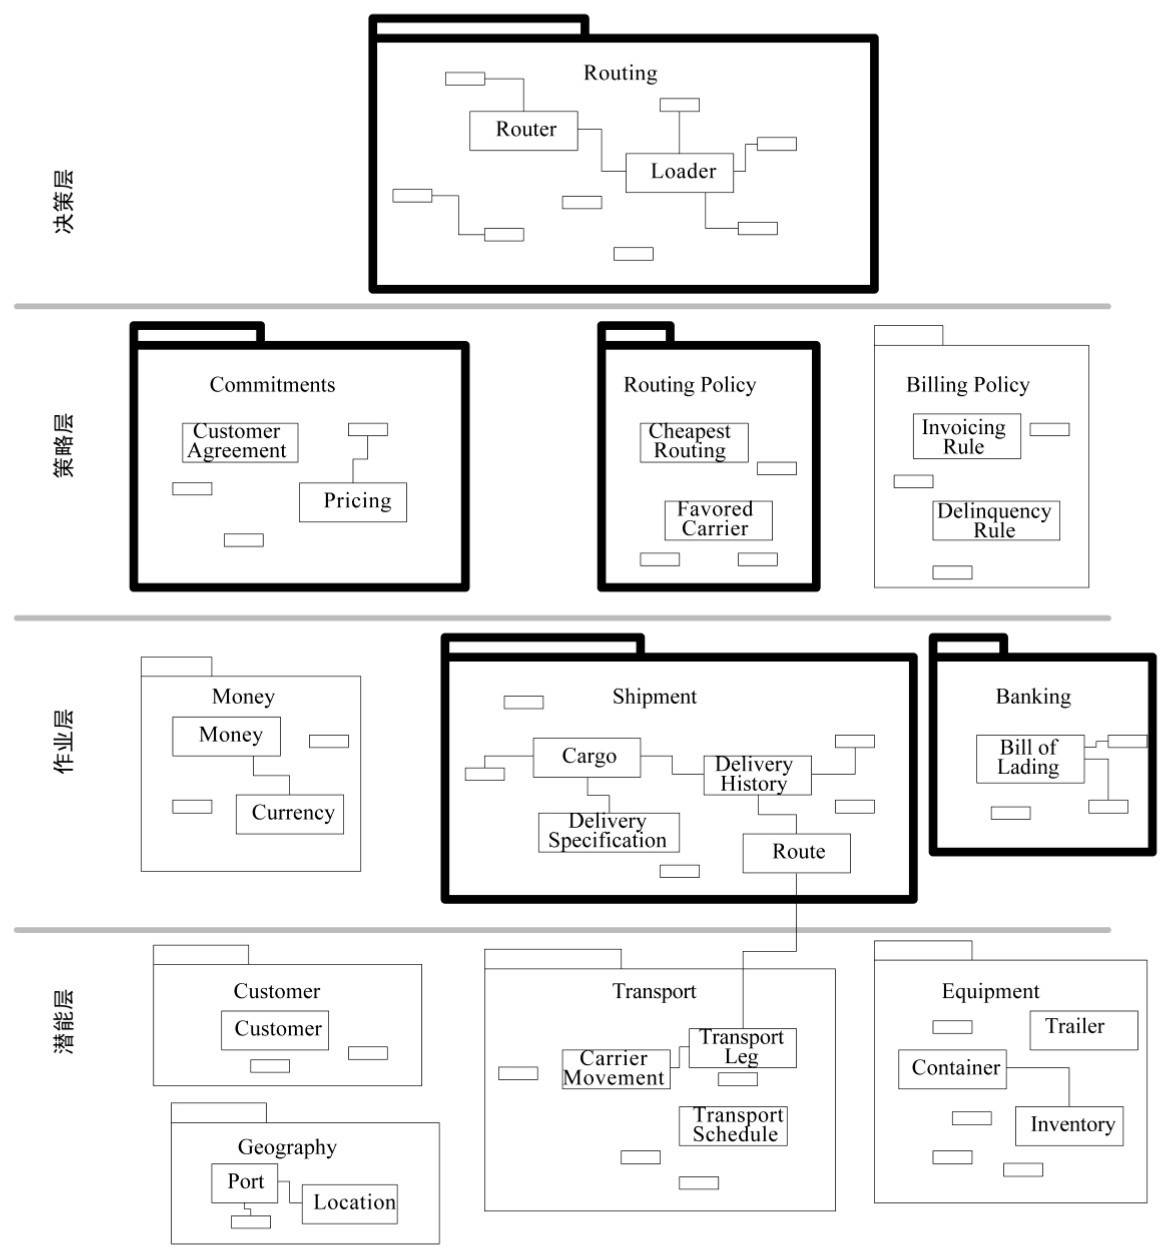 决策层
Routing
Router
Loader
策略层
Commitments
Customer
Agreement
Pricing
Routing Policy
Cheapest
Routing
Favored
Carrier
Billing Policy
Invoicing
Rule
Delinquency
Rule
作业层
Money
Money
Currency
Shipment
Cargo
Delivery
History
Delivery
Specification
Route
Banking
Bill of
Lading
潜能层
Customer
Customer
Geography
Port
Location
Transport
Transport
Leg
Carrier
Movement
Transport
Schedule
Equipment
Trailer
Container
Inventory